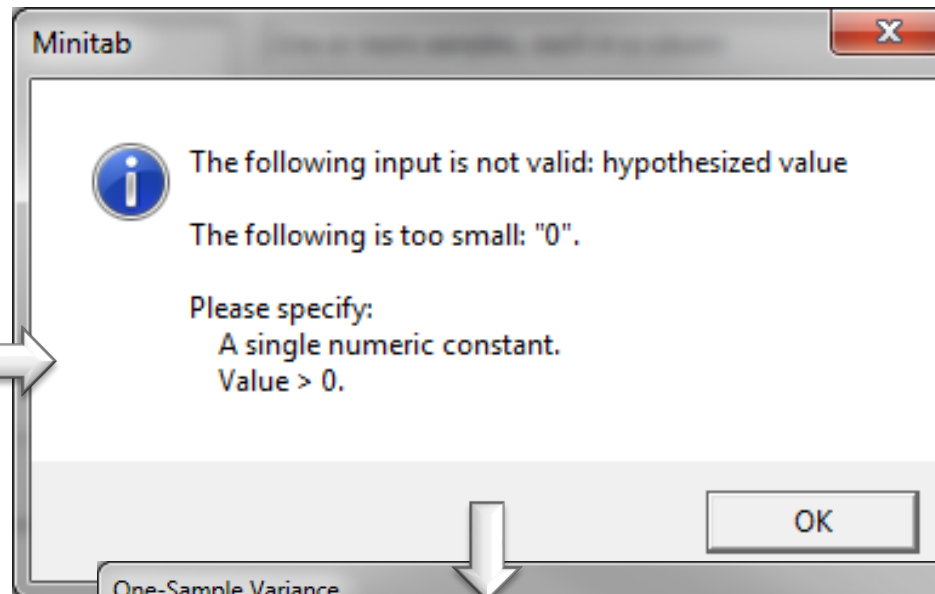 Minitab
The following input is not valid: hypothesized value
The following is too small: "0".
Please specify:
A single numeric constant.
Value > 0.
OK
One-Sample Variance